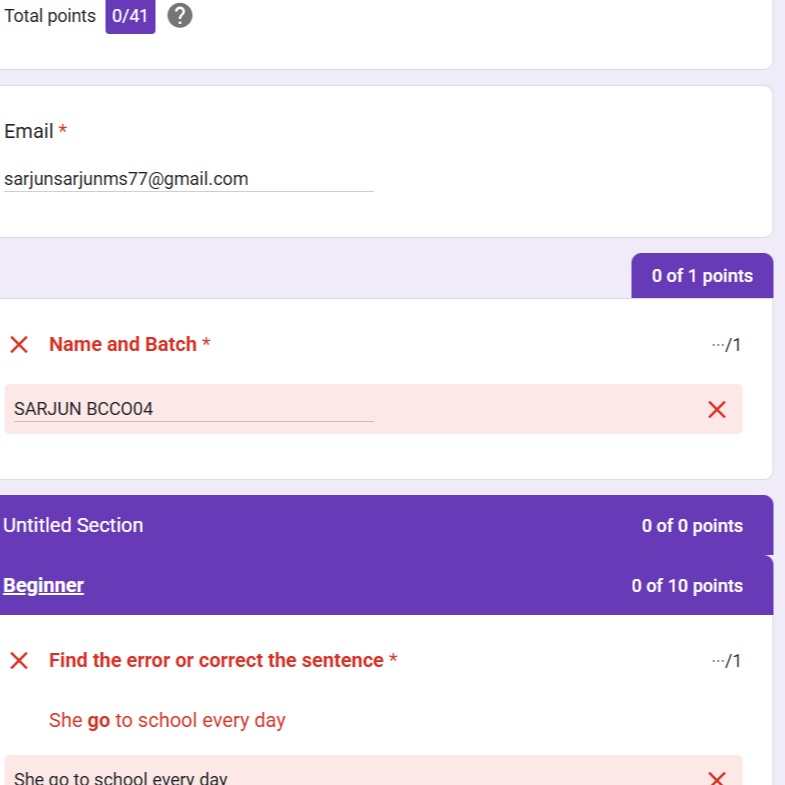 Total points 0/41 ?
Email *
sarjunsarjunms77@gmail.com
0 of 1 points
Name and Batch * ···/1
SARJUN BCCO04
Untitled Section 0 of 0 points
Beginner 0 of 10 points
Find the error or correct the sentence * ···/1
She go to school every day
She go to school every day